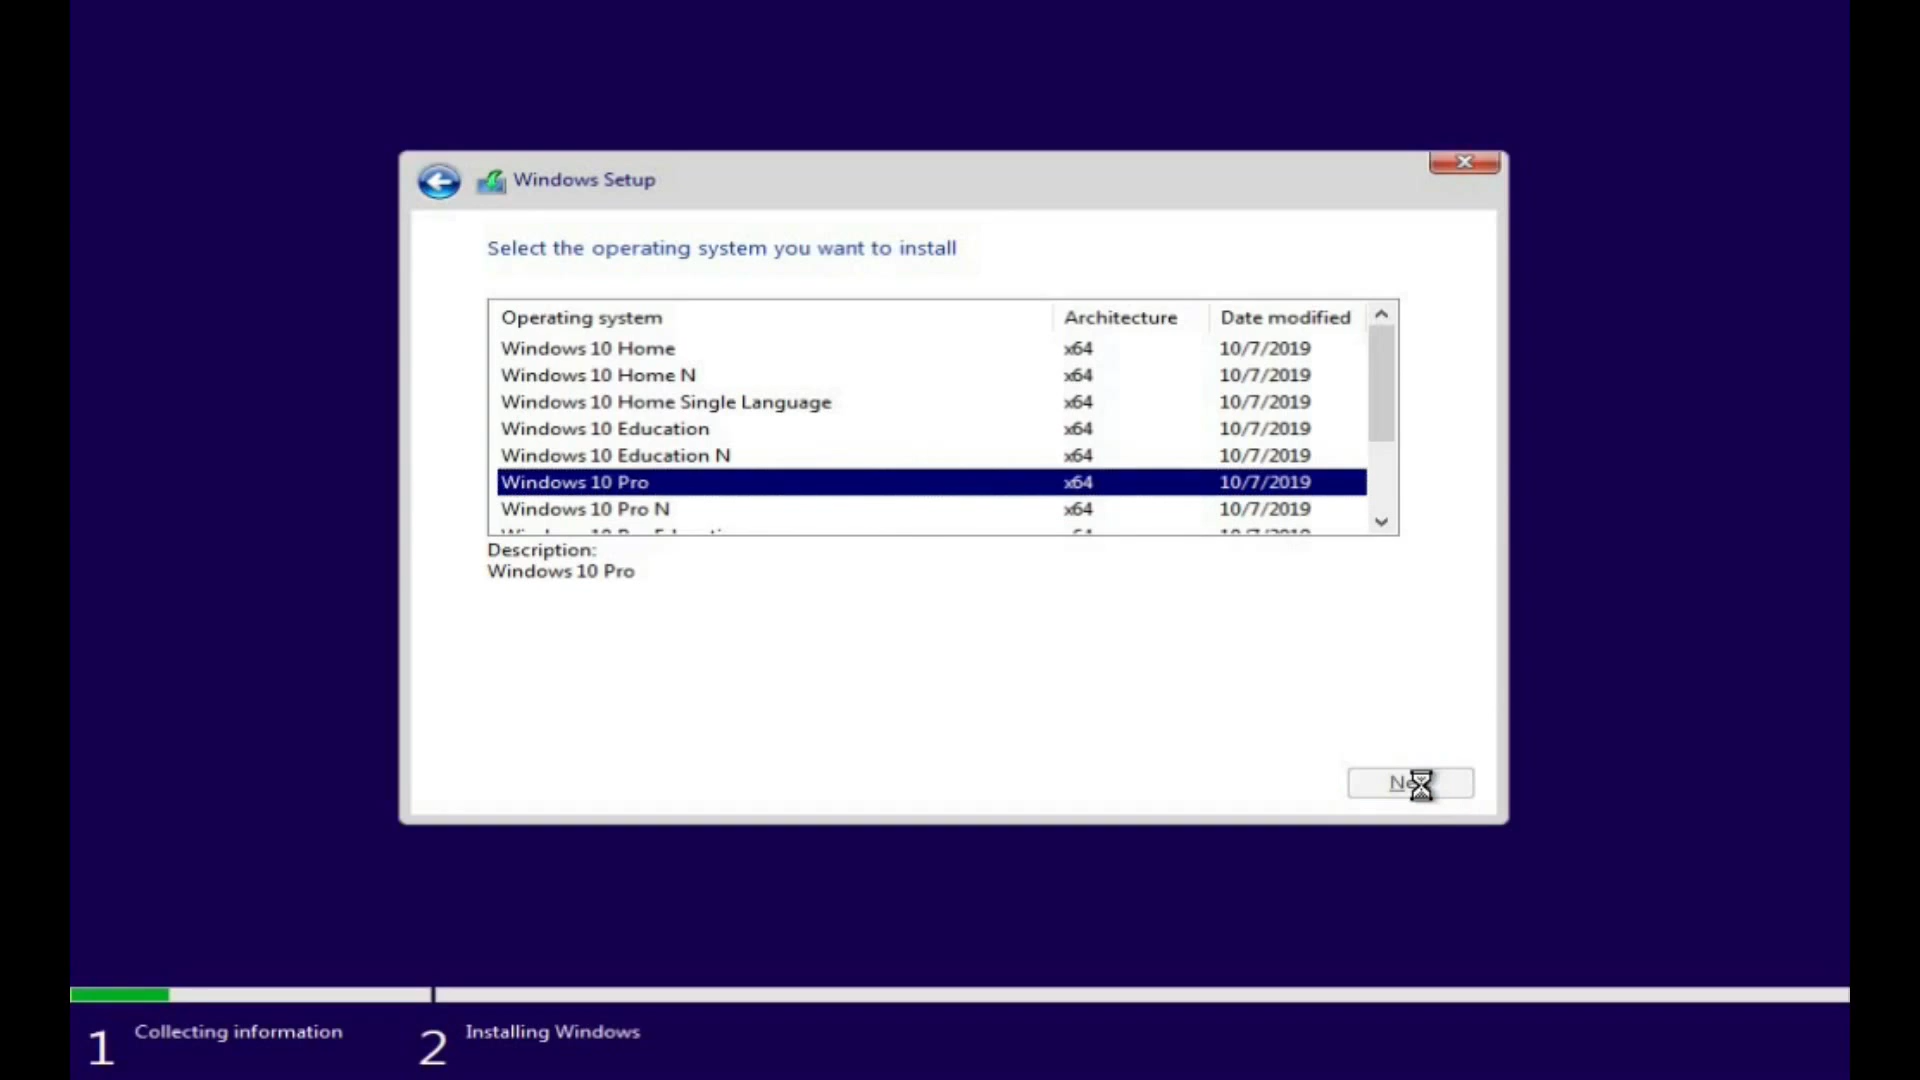 Windows Setup
Select the operating system you want to install
Operating system Architecture Date modified
Windows 10 Home x64 10/7/2019
Windows 10 Home N x64 10/7/2019
Windows 10 Home Single Language x64 10/7/2019
Windows 10 Education x64 10/7/2019
Windows 10 Education N x64 10/7/2019
Windows 10 Pro x64 10/7/2019
Windows 10 Pro N x64 10/7/2019
Description:
Windows 10 Pro
1 Collecting information 2 Installing Windows